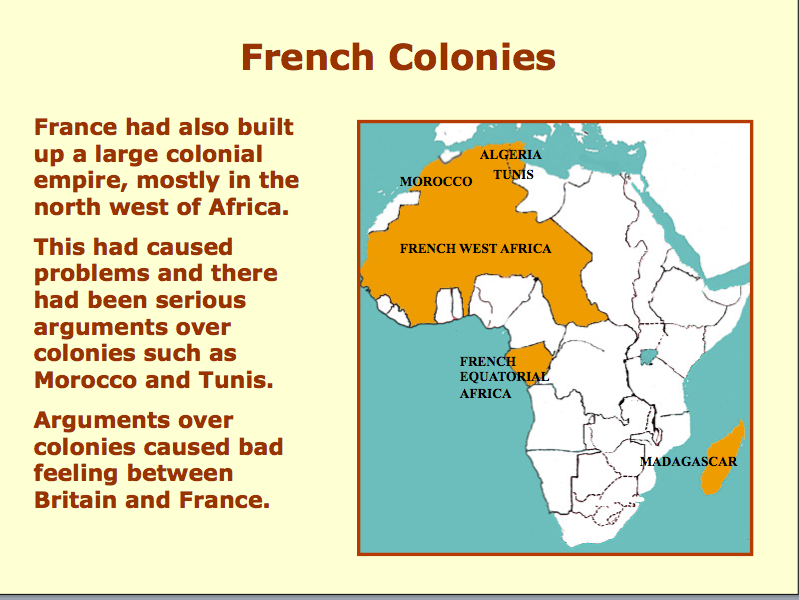 French Colonies
France had also built
up a large colonial
empire, mostly in the
north west of Africa.
This had caused
problems and there
had been serious
arguments over
colonies such as
Morocco and Tunis.
Arguments over
colonies caused bad
feeling between
Britain and France.
ALGERIA
TUNIS
MOROCCO
FRENCH WEST AFRICA
FRENCH
EQUATORIAL
AFRICA
MADAGASCAR